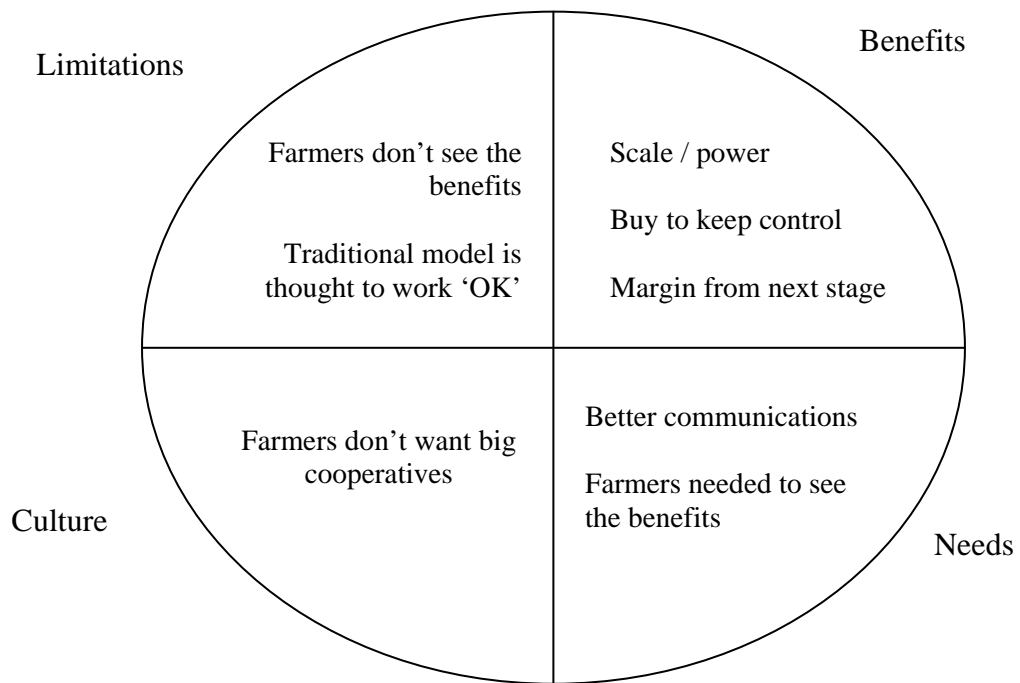 Limitations
Benefits
Farmers don’t see the
benefits
Traditional model is
thought to work ‘OK’
Scale / power
Buy to keep control
Margin from next stage
Farmers don’t want big
cooperatives
Culture
Better communications
Farmers needed to see
the benefits
Needs